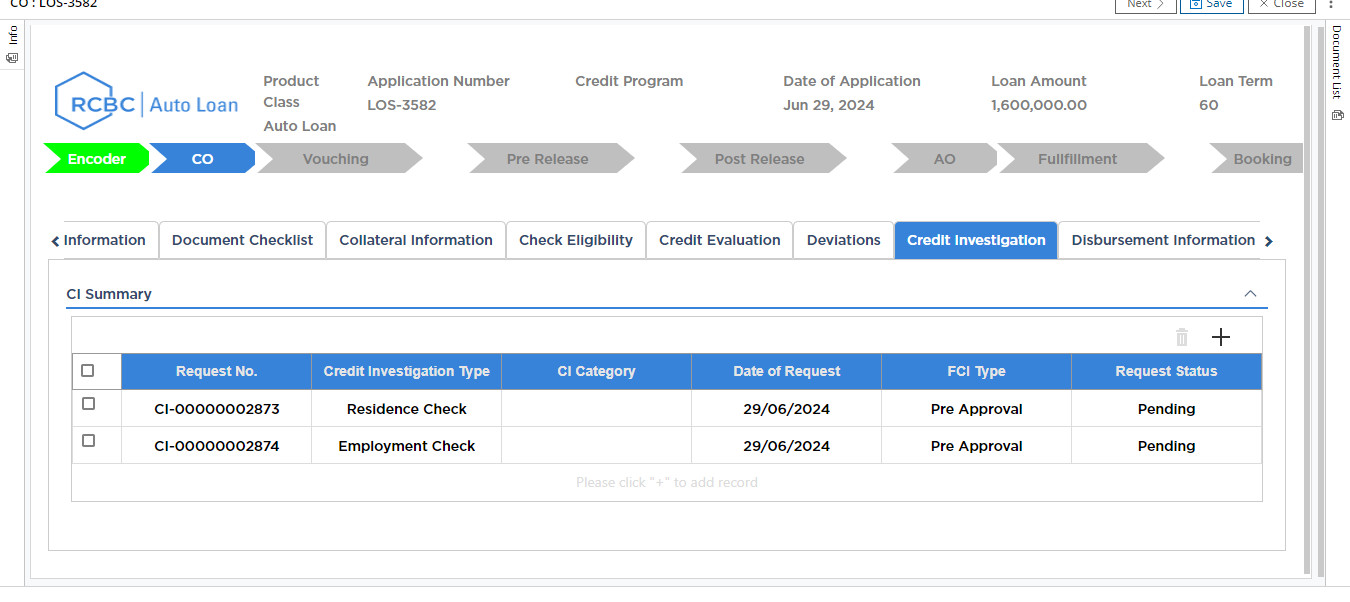 CO : LOS-3582
Next Save Close
Info
Document List
RCBC Auto Loan
Product Class
Auto Loan
Application Number
LOS-3582
Credit Program
Date of Application
Jun 29, 2024
Loan Amount
1,600,000.00
Loan Term
60
Encoder CO Vouching Pre Release Post Release AO Fullfillment Booking
Information Document Checklist Collateral Information Check Eligibility Credit Evaluation Deviations Credit Investigation Disbursement Information
CI Summary
Request No. Credit Investigation Type CI Category Date of Request FCI Type Request Status
CI-00000002873 Residence Check 29/06/2024 Pre Approval Pending
CI-00000002874 Employment Check 29/06/2024 Pre Approval Pending
Please click "+" to add record